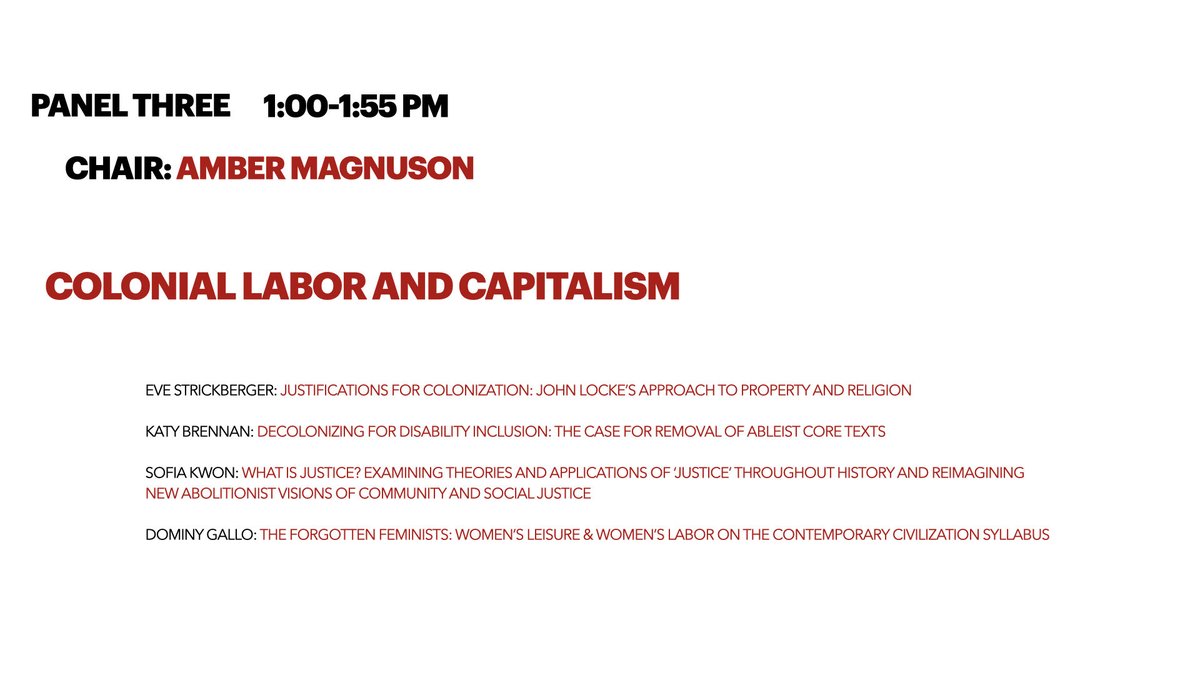 PANEL THREE 1:00-1:55 PM
CHAIR: AMBER MAGNUSON
COLONIAL LABOR AND CAPITALISM
EVE STRICKBERGER: JUSTIFICATIONS FOR COLONIZATION: JOHN LOCKE’S APPROACH TO PROPERTY AND RELIGION
KATY BRENNAN: DECOLONIZING FOR DISABILITY INCLUSION: THE CASE FOR REMOVAL OF ABLEIST CORE TEXTS
SOFIA KWON: WHAT IS JUSTICE? EXAMINING THEORIES AND APPLICATIONS OF ‘JUSTICE’ THROUGHOUT HISTORY AND REIMAGINING
NEW ABOLITIONIST VISIONS OF COMMUNITY AND SOCIAL JUSTICE
DOMINY GALLO: THE FORGOTTEN FEMINISTS: WOMEN’S LEISURE & WOMEN’S LABOR ON THE CONTEMPORARY CIVILIZATION SYLLABUS